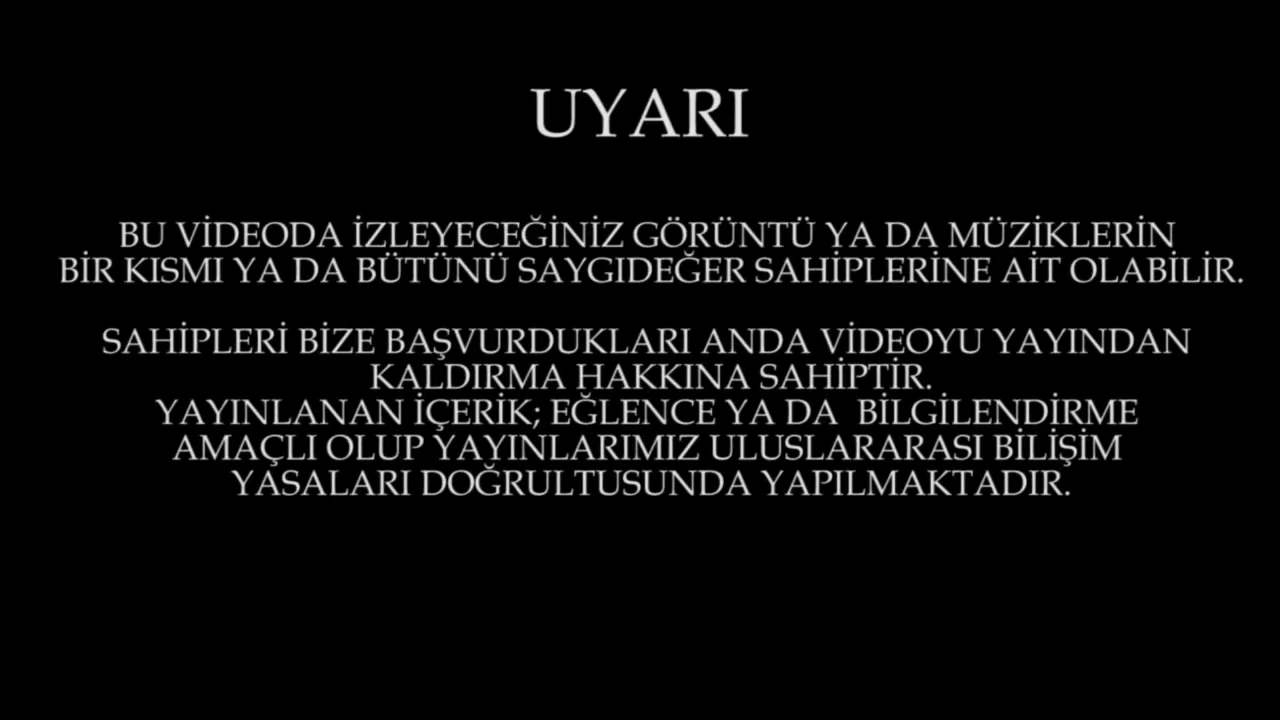 UYARI
BU VİDEODA İZLEYECEĞİNİZ GÖRÜNTÜ YA DA MÜZİKLERİN
BİR KISMI YA DA BÜTÜNÜ SAYGIDEĞER SAHİPLERİNE AİT OLABİLİR.
SAHİPLERİ BİZE BAŞVURDUKLARI ANDA VİDEOYU YAYINDAN
KALDIRMA HAKKINA SAHİPTİR.
YAYINLANAN İÇERİK; EĞLENCE YA DA BİLGİLENDİRME
AMAÇLI OLUP YAYINLARIMIZ ULUSLARARASI BİLİŞİM
YASALARI DOĞRULTUSUNDA YAPILMAKTADIR.